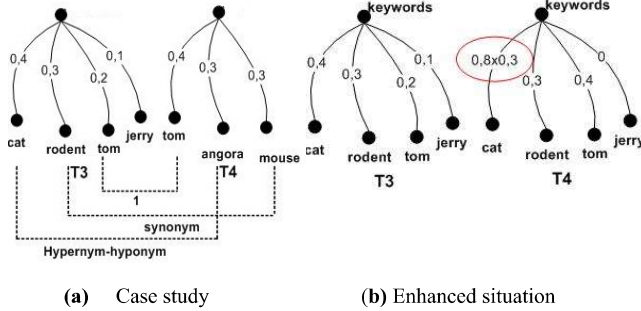 keywords keywords
0,4 0,3 0,2 0,1 0,4 0,3 0,3
0,4 0,3 0,2 0,1 0,8x0,3 0,3 0,4 0
cat rodent tom jerry tom angora mouse
cat rodent tom jerry cat rodent tom jerry
T3 T4 T3 T4
1
synonym
Hypernym-hyponym
(a) Case study (b) Enhanced situation